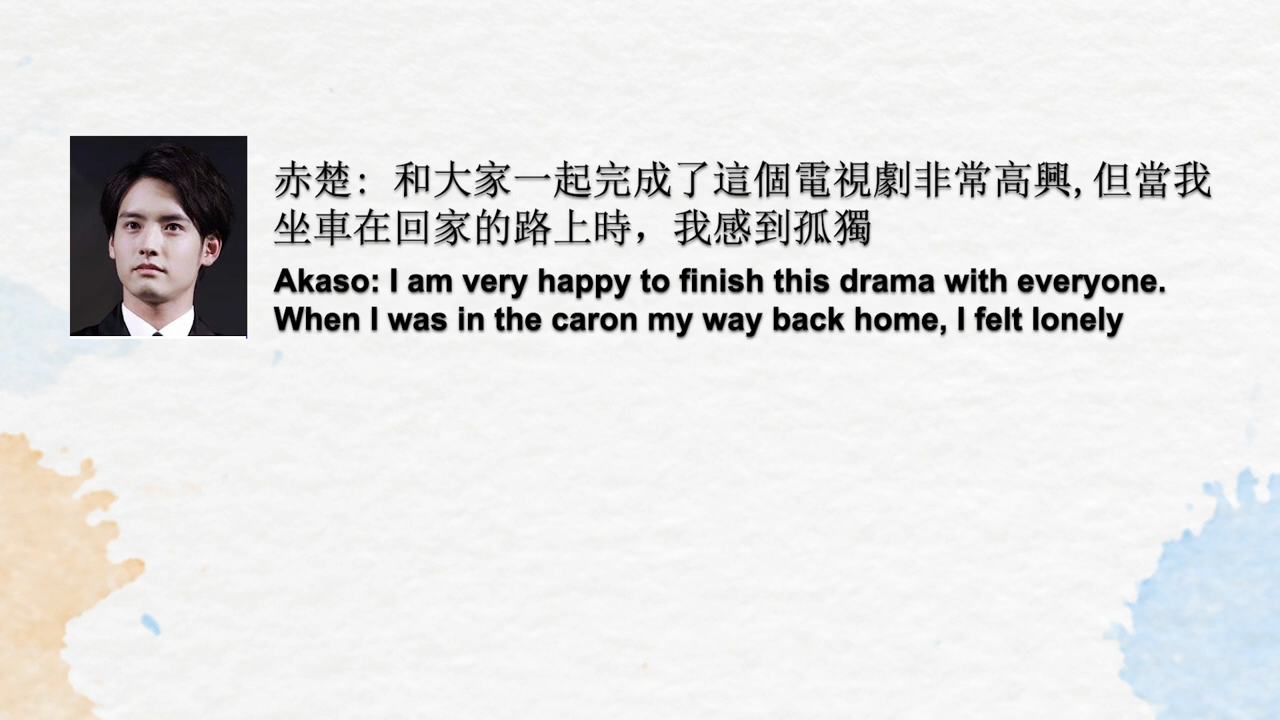 赤楚: 和大家一起完成了這個電視劇非常高興,但當我
坐車在回家的路上時，我感到孤獨
Akaso: I am very happy to finish this drama with everyone.
When I was in the caron my way back home, I felt lonely